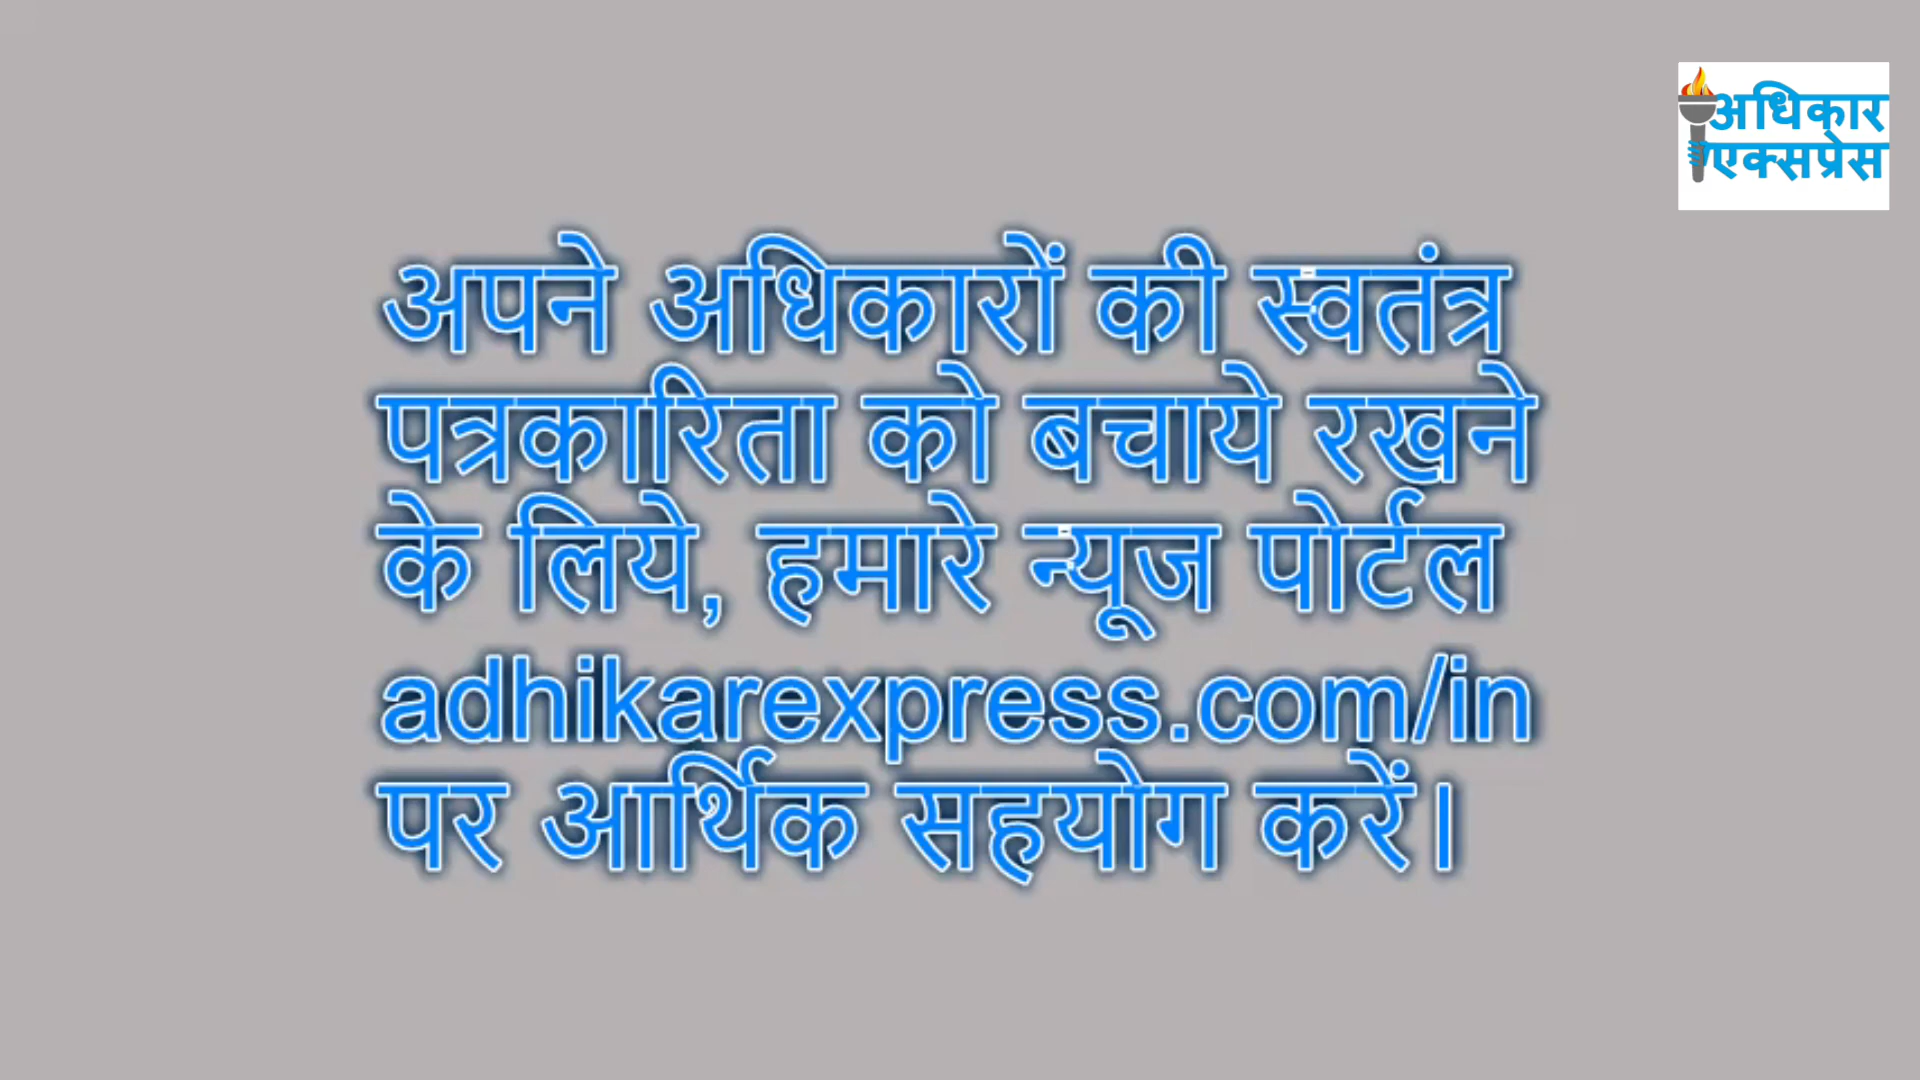 अधिकार
एक्सप्रेस
अपने अधिकारों की स्वतंत्र
पत्रकारिता को बचाये रखने
के लिये, हमारे न्यूज पोर्टल
adhikarexpress.com/in
पर आर्थिक सहयोग करें।